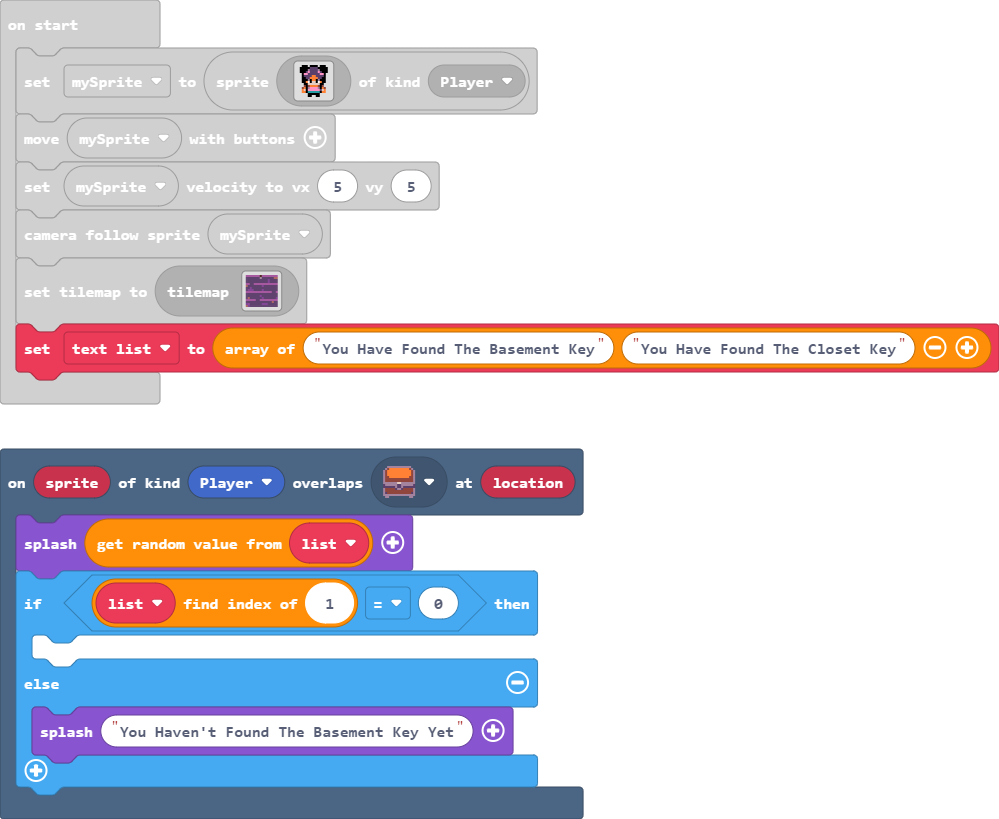 on start
set mySprite to sprite of kind Player
move mySprite with buttons
set mySprite velocity to vx 5 vy 5
camera follow sprite mySprite
set tilemap to tilemap
set text list to array of "You Have Found The Basement Key" "You Have Found The Closet Key"
on sprite of kind Player overlaps at location
splash get random value from list
if list find index of 1 = 0 then
else
splash "You Haven't Found The Basement Key Yet"